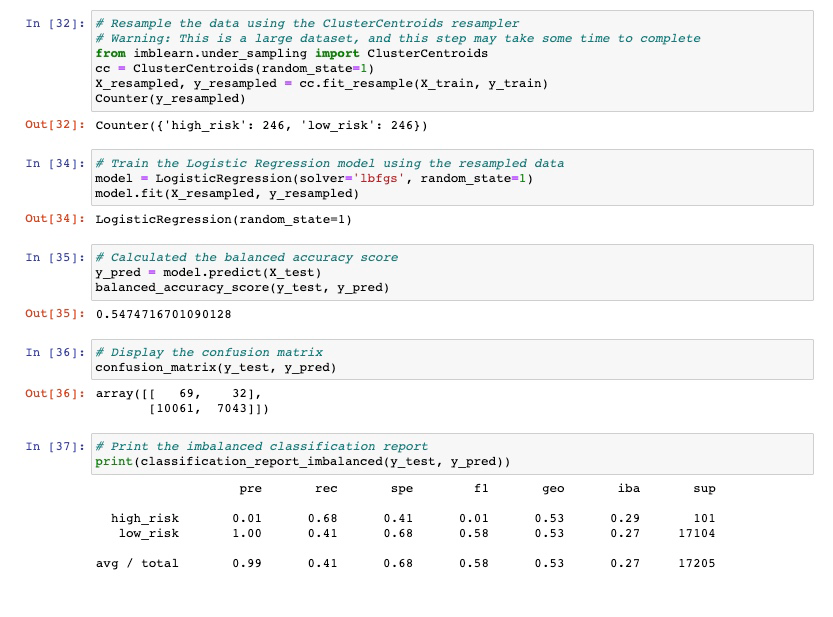 In [32]: # Resample the data using the ClusterCentroids resampler
# Warning: This is a large dataset, and this step may take some time to complete
from imblearn.under_sampling import ClusterCentroids
cc = ClusterCentroids(random_state=1)
X_resampled, y_resampled = cc.fit_resample(X_train, y_train)
Counter(y_resampled)
Out[32]: Counter({'high_risk': 246, 'low_risk': 246})
In [34]: # Train the Logistic Regression model using the resampled data
model = LogisticRegression(solver='lbfgs', random_state=1)
model.fit(X_resampled, y_resampled)
Out[34]: LogisticRegression(random_state=1)
In [35]: # Calculated the balanced accuracy score
y_pred = model.predict(X_test)
balanced_accuracy_score(y_test, y_pred)
Out[35]: 0.5474716701090128
In [36]: # Display the confusion matrix
confusion_matrix(y_test, y_pred)
Out[36]: array([[   69,    32],
       [10061,  7043]])
In [37]: # Print the imbalanced classification report
print(classification_report_imbalanced(y_test, y_pred))
pre rec spe f1 geo iba sup
high_risk 0.01 0.68 0.41 0.01 0.53 0.29 101
low_risk 1.00 0.41 0.68 0.58 0.53 0.27 17104
avg / total 0.99 0.41 0.68 0.58 0.53 0.27 17205